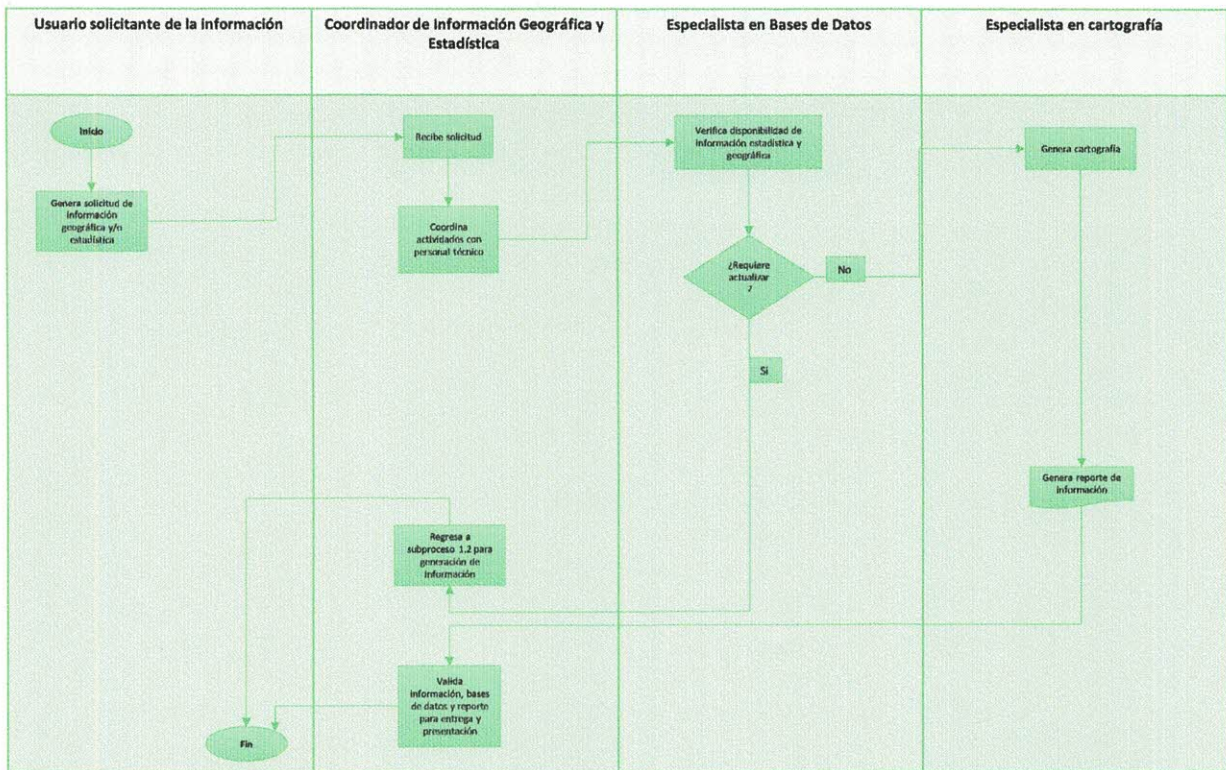 Usuario solicitante de la información
Coordinador de Información Geográfica y
Estadística
Especialista en Bases de Datos
Especialista en cartografía
Inicio
Genera solicitud de
información
geográfica y/o
estadística
Recibe solicitud
Coordina
actividades con
personal técnico
Verifica disponibilidad de
información estadística y
geográfica
¿Requiere
actualizar
?
No
Si
Genera cartografía
Genera reporte de
información
Regresa a
subproceso 1.2 para
generación de
información
Valida
información, bases
de datos y reporte
para entrega y
presentación
Fin